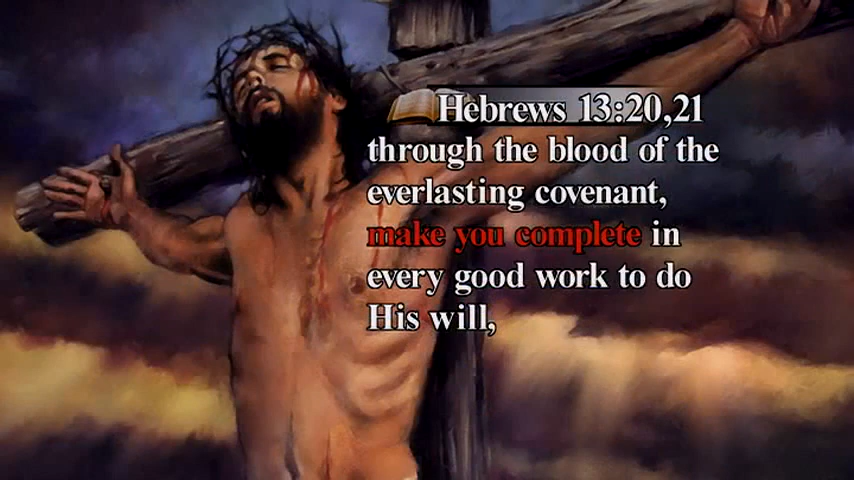 Hebrews 13:20,21
through the blood of the
everlasting covenant,
make you complete in
every good work to do
His will,